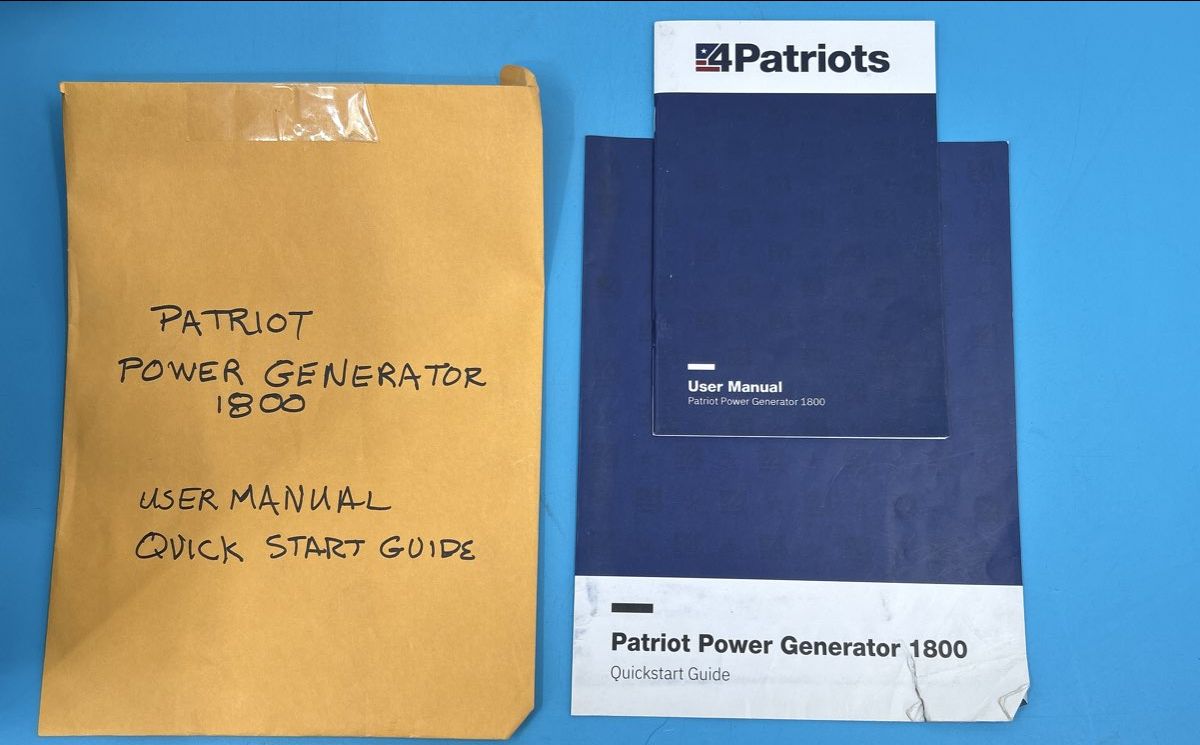 PATRIOT
POWER GENERATOR
1800
USER MANUAL
QUICK START GUIDE
4Patriots
User Manual
Patriot Power Generator 1800
Patriot Power Generator 1800
Quickstart Guide